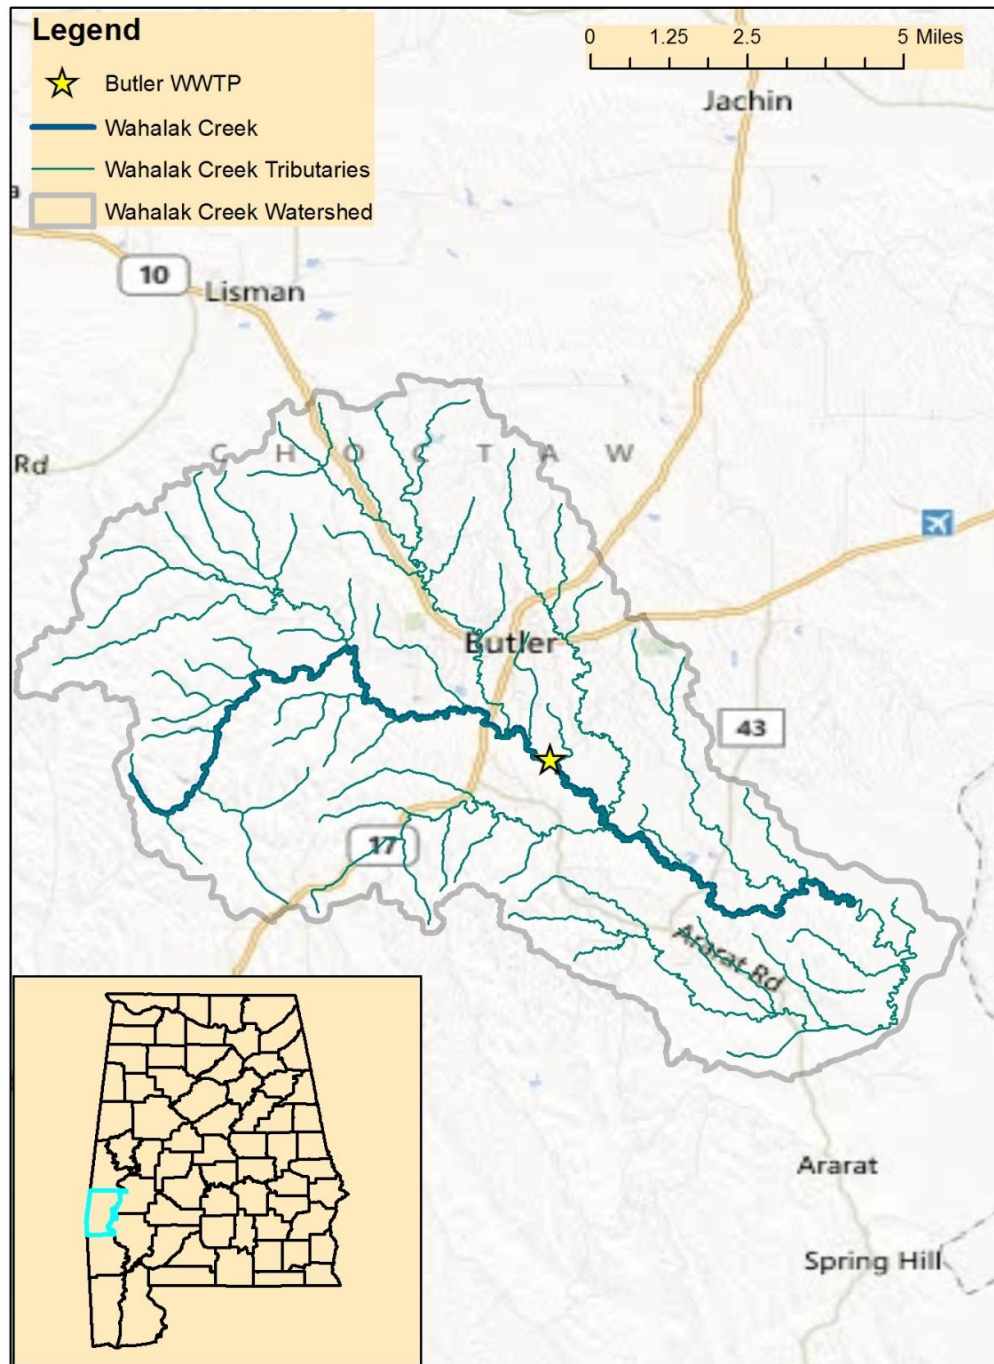 Legend
Butler WWTP
Wahalak Creek
Wahalak Creek Tributaries
Wahalak Creek Watershed
0 1.25 2.5 5 Miles
Jachin
a
10
Lisman
C H O C T A W
Rd
Butler
43
17
Ararat Rd
Ararat
Spring Hill